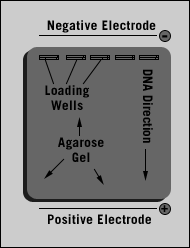 Negative Electrode
-
Loading
Wells
DNA Direction
Agarose
Gel
+
Positive Electrode